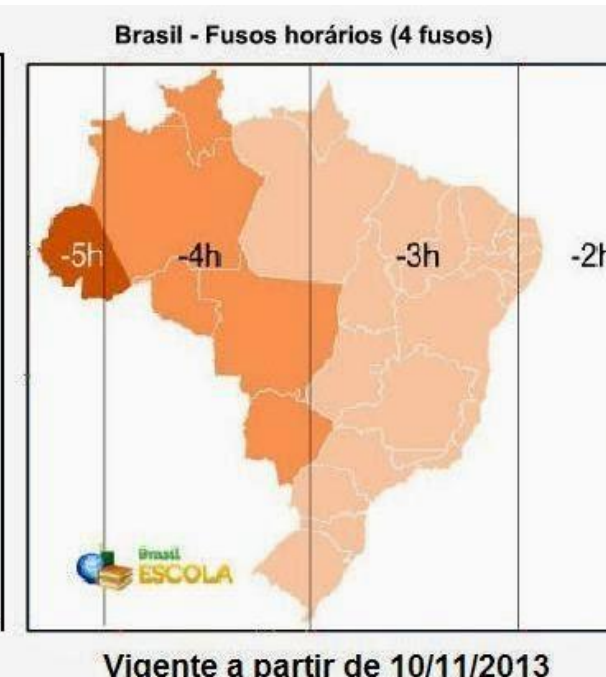 Brasil - Fusos horários (4 fusos)
-5h
-4h
-3h
-2h
Brasil
ESCOLA
Vigente a partir de 10/11/2013